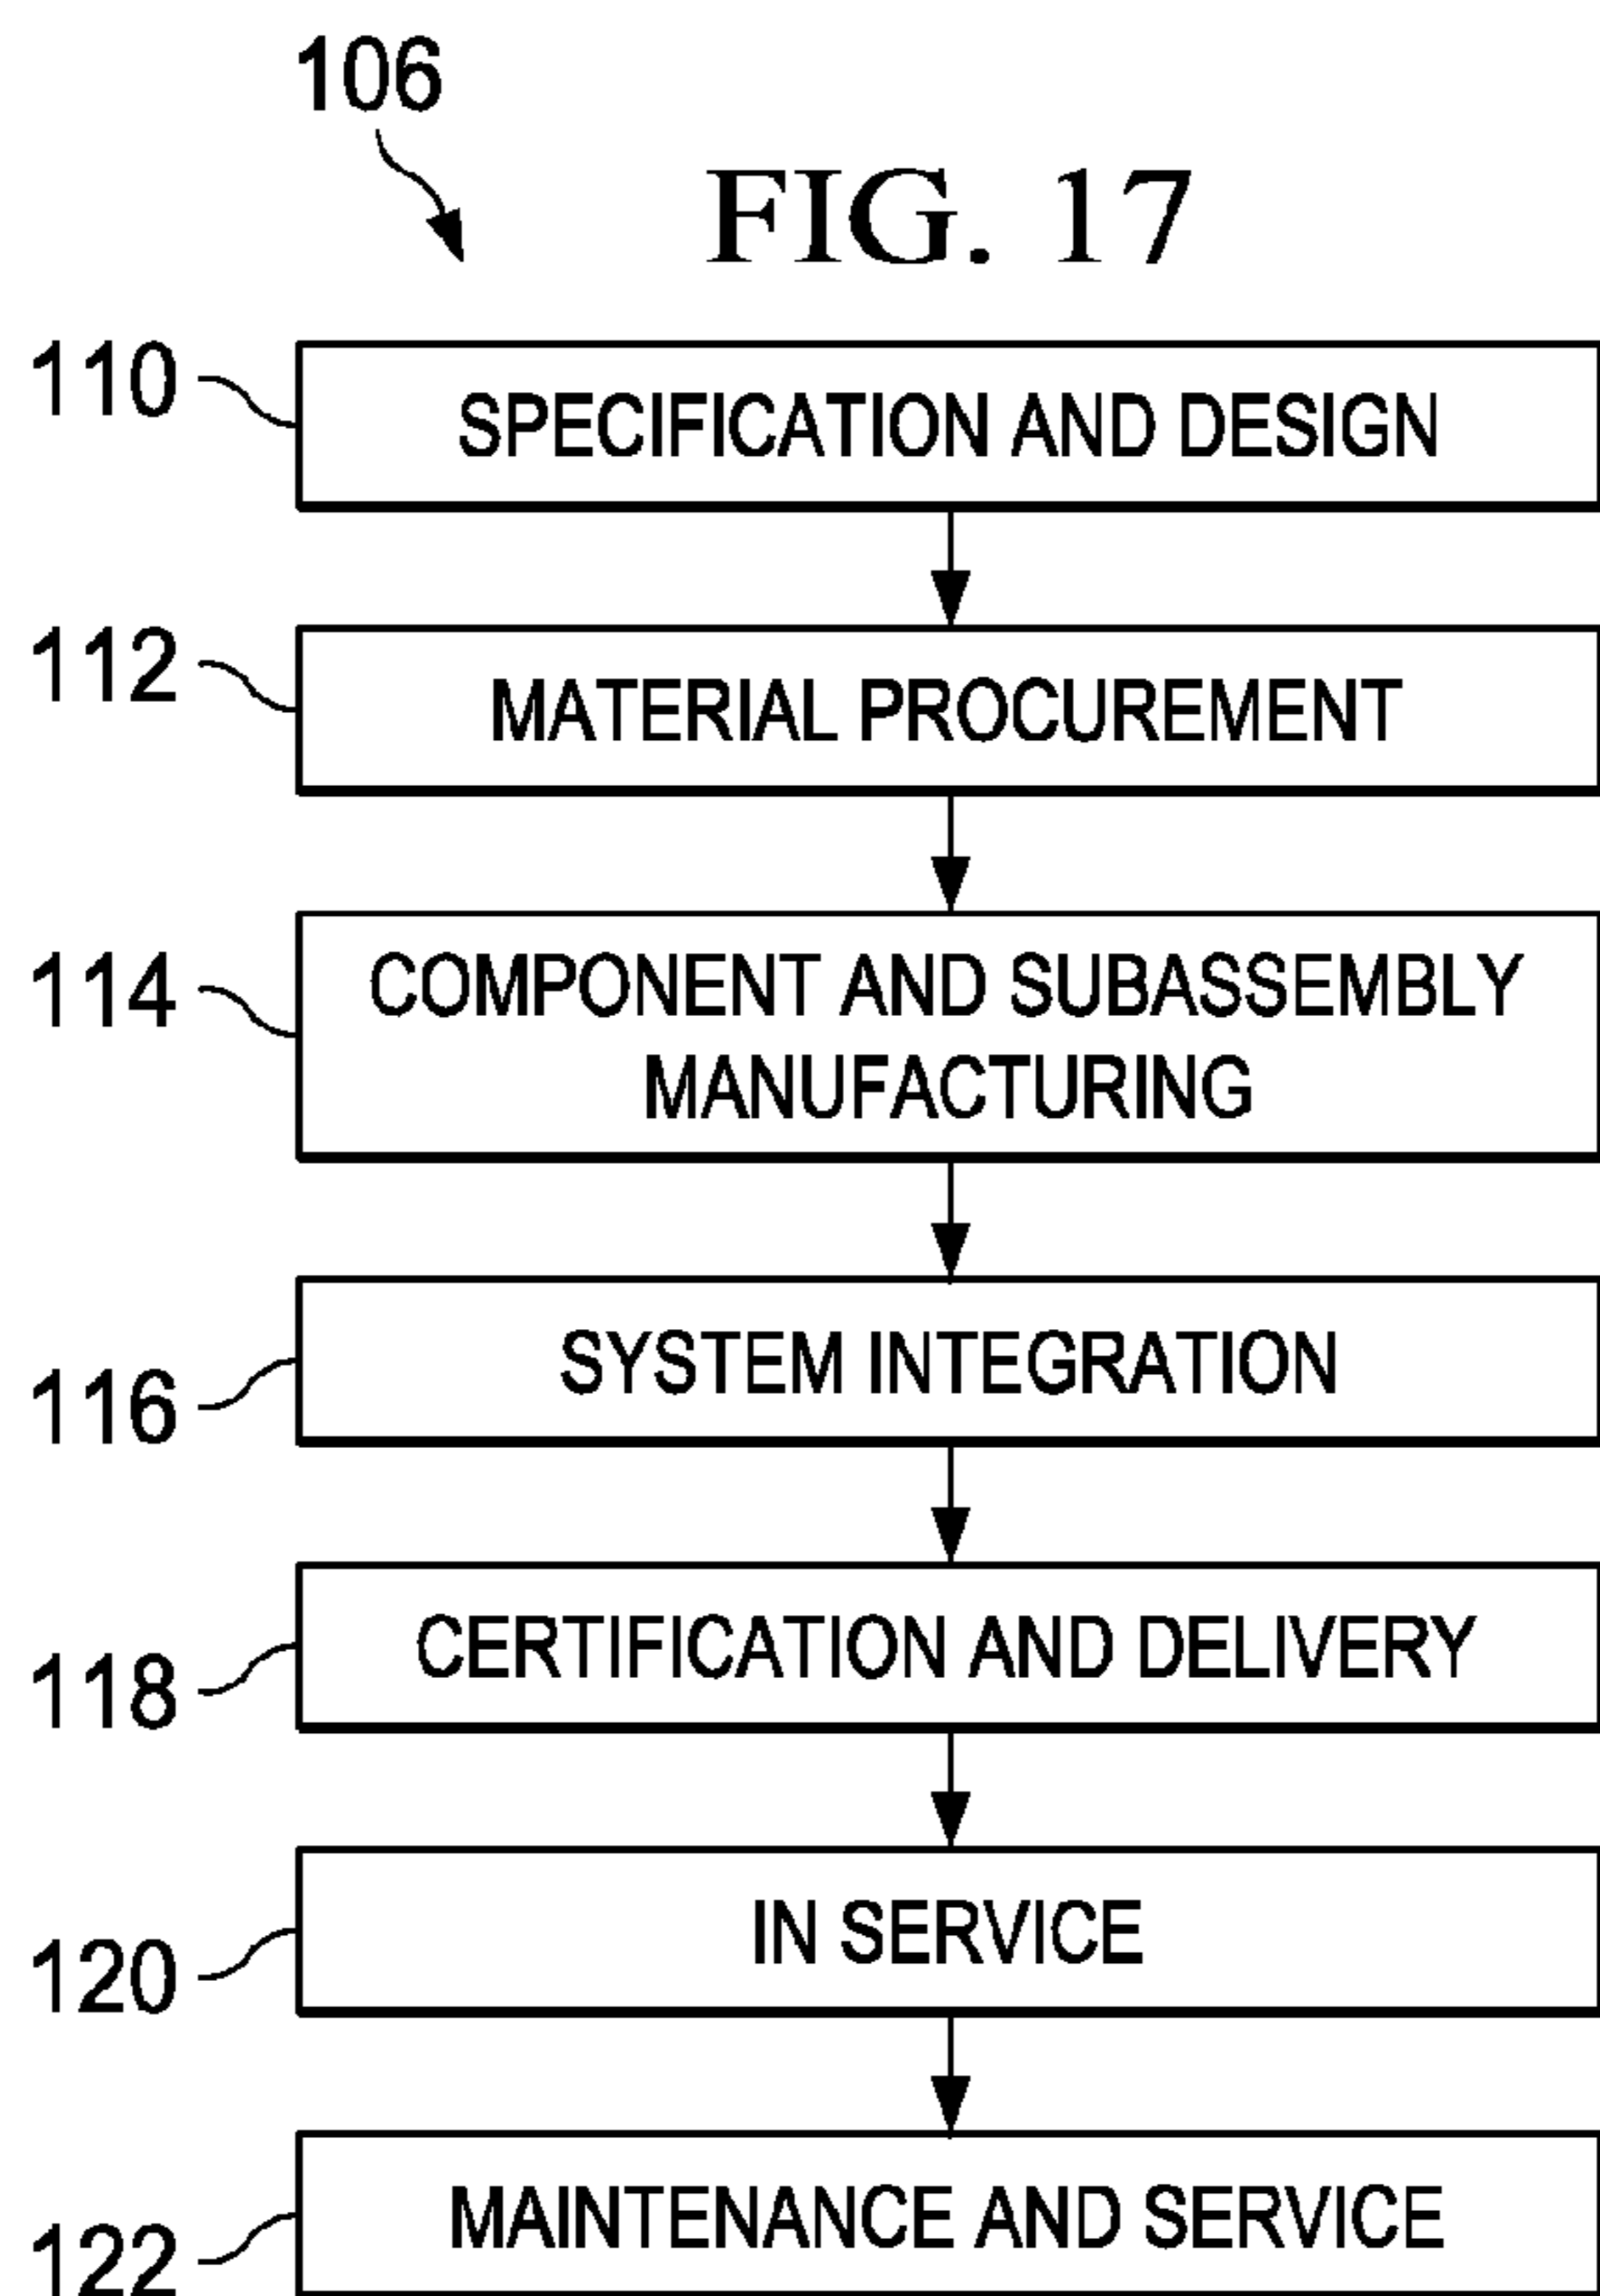 106
FIG. 17
110
SPECIFICATION AND DESIGN
112
MATERIAL PROCUREMENT
114
COMPONENT AND SUBASSEMBLY
MANUFACTURING
116
SYSTEM INTEGRATION
118
CERTIFICATION AND DELIVERY
120
IN SERVICE
122
MAINTENANCE AND SERVICE